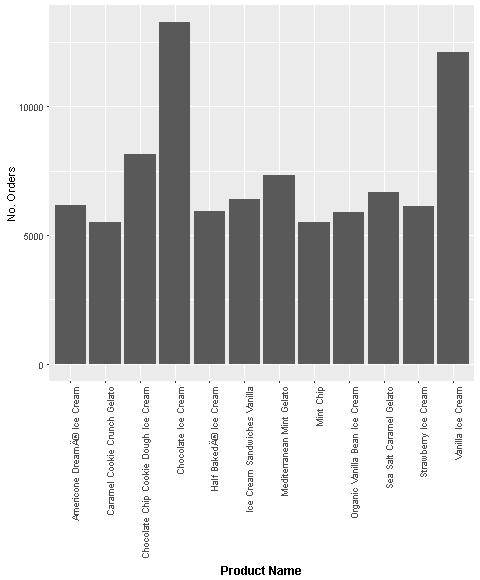 10000
5000
0
No. Orders
Americone DreamÂ® Ice Cream
Caramel Cookie Crunch Gelato
Chocolate Chip Cookie Dough Ice Cream
Chocolate Ice Cream
Half BakedÂ® Ice Cream
Ice Cream Sandwiches Vanilla
Mediterranean Mint Gelato
Mint Chip
Organic Vanilla Bean Ice Cream
Sea Salt Caramel Gelato
Strawberry Ice Cream
Vanilla Ice Cream
Product Name